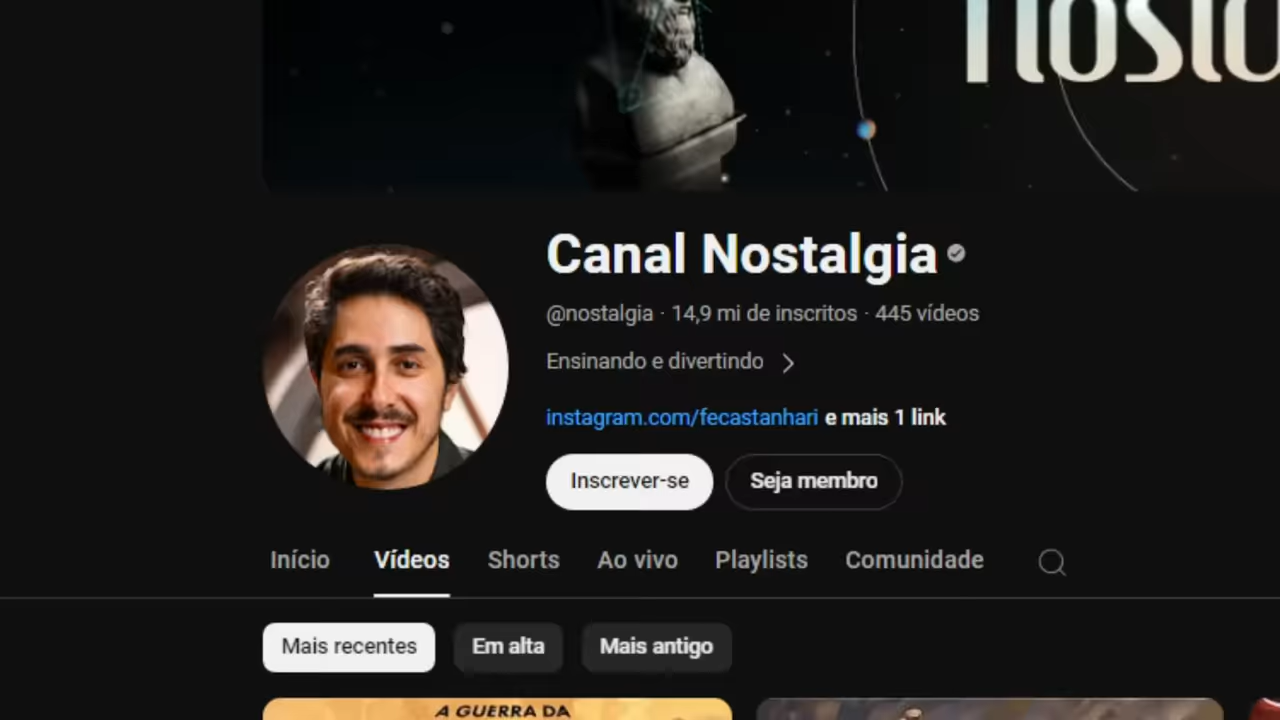 Canal Nostalgia
@nostalgia · 14,9 mi de inscritos · 445 vídeos
Ensinando e divertindo
instagram.com/fecastanhari e mais 1 link
Inscrever-se Seja membro
Início Vídeos Shorts Ao vivo Playlists Comunidade
Mais recentes Em alta Mais antigo
A GUERRA DA